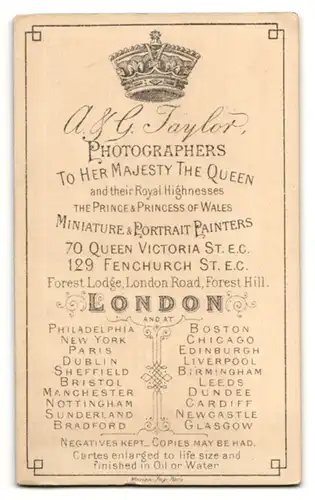 A. & G. Taylor,
PHOTOGRAPHERS
TO HER MAJESTY THE QUEEN
and their Royal Highnesses
THE PRINCE & PRINCESS OF WALES
MINIATURE & PORTRAIT PAINTERS
70 QUEEN VICTORIA ST. E.C.
129 FENCHURCH ST. E.C.
Forest Lodge, London Road, Forest Hill.
LONDON
AND AT
PHILADELPHIA BOSTON
NEW YORK CHICAGO
PARIS EDINBURGH
DUBLIN LIVERPOOL
SHEFFIELD BIRMINGHAM
BRISTOL LEEDS
MANCHESTER DUNDEE
NOTTINGHAM CARDIFF
SUNDERLAND NEWCASTLE
BRADFORD GLASGOW
NEGATIVES KEPT_ COPIES MAY BE HAD.
Cartes enlarged to life size and
finished in Oil or Water
Paris